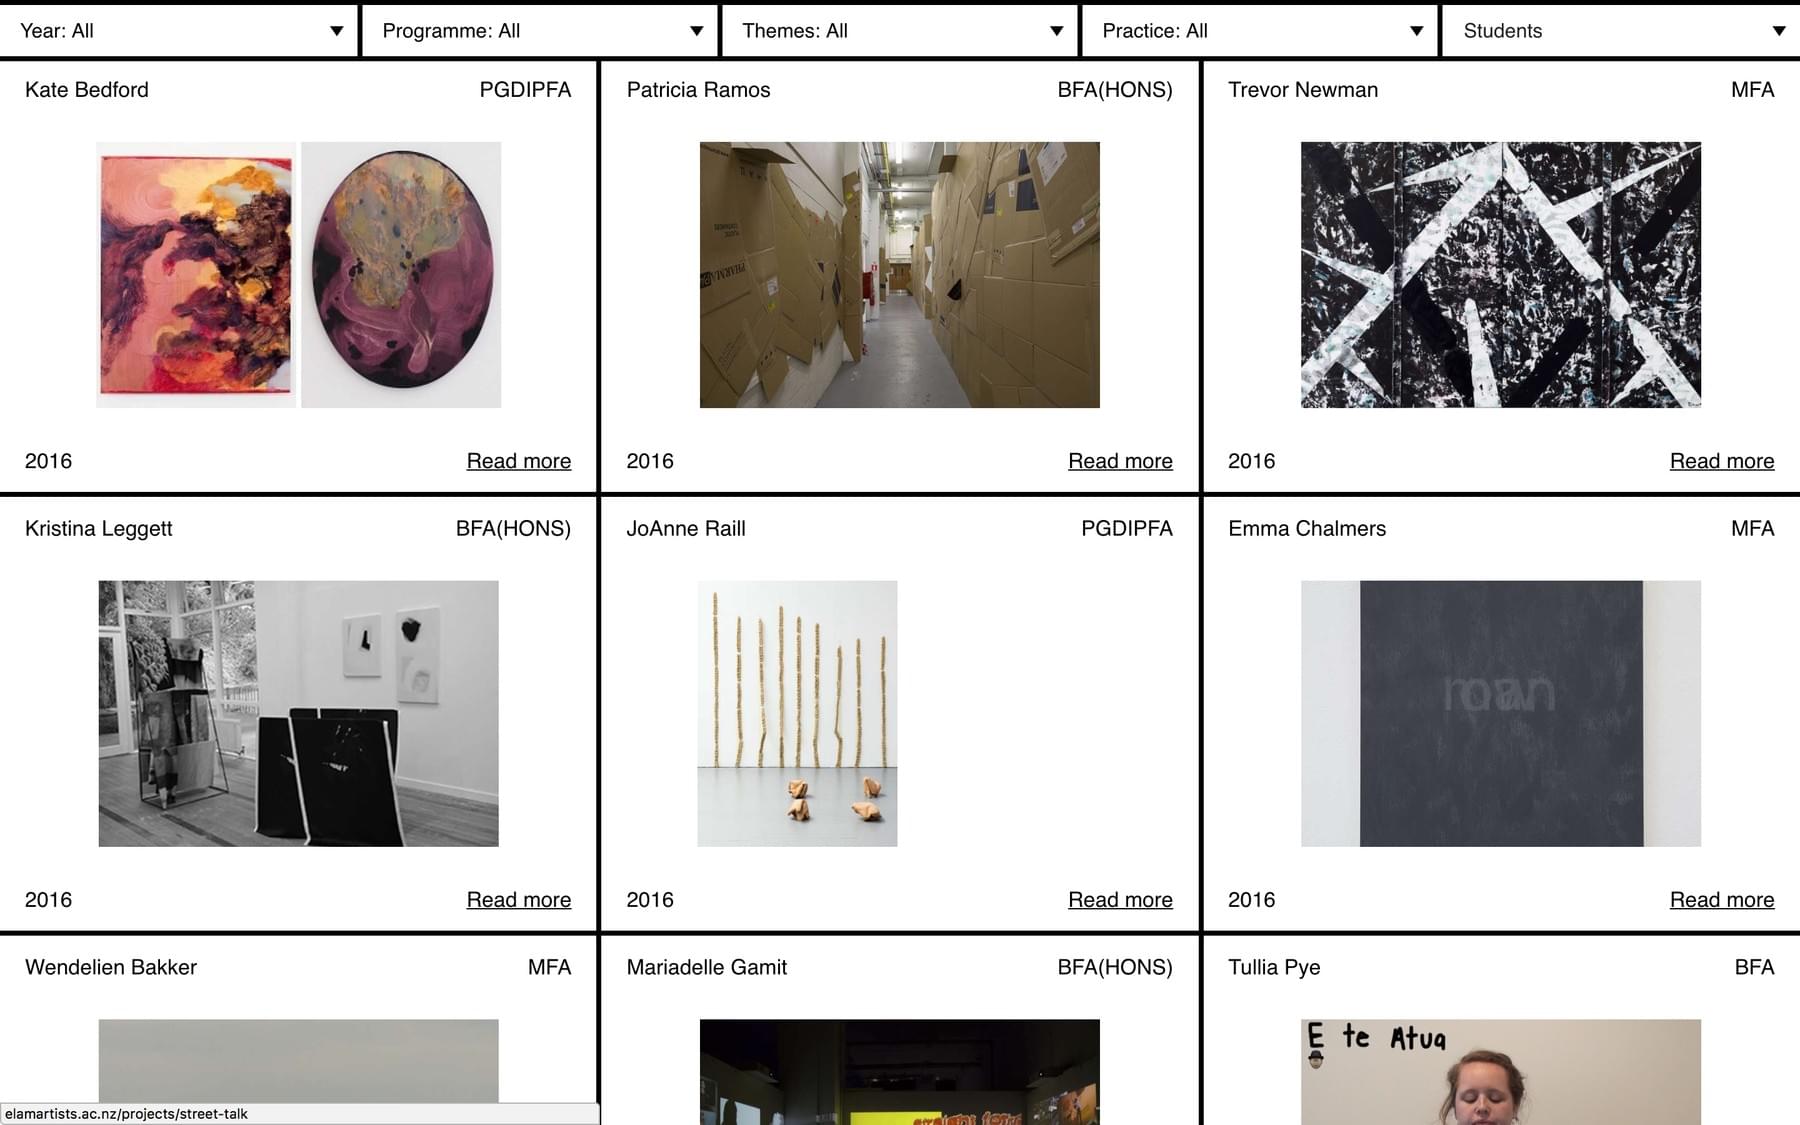 Year: All ▼ Programme: All ▼ Themes: All ▼ Practice: All ▼ Students ▼
Kate Bedford PGDIPFA
Patricia Ramos BFA(HONS)
Trevor Newman MFA
2016 Read more
2016 Read more
2016 Read more
Kristina Leggett BFA(HONS)
JoAnne Raill PGDIPFA
Emma Chalmers MFA
2016 Read more
2016 Read more
2016 Read more
Wendelien Bakker MFA
Mariadelle Gamit BFA(HONS)
Tullia Pye BFA
E te Atua
elamartists.ac.nz/projects/street-talk